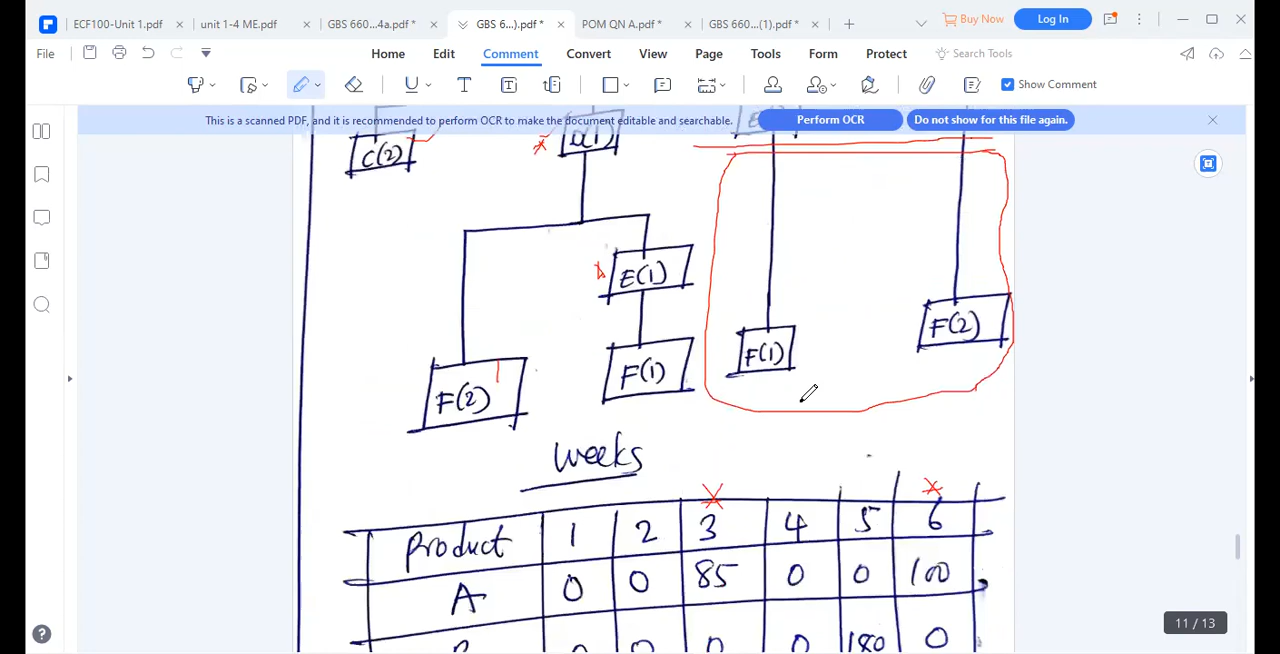 ECF100-Unit 1.pdf
unit 1-4 ME.pdf
GBS 660...4a.pdf *
GBS 6...).pdf *
POM QN A.pdf *
GBS 660...(1).pdf *
Buy Now
Log In
File
Home
Edit
Comment
Convert
View
Page
Tools
Form
Protect
Search Tools
Show Comment
This is a scanned PDF, and it is recommended to perform OCR to make the document editable and searchable.
Perform OCR
Do not show for this file again.
C(2)
D(1)
E(1)
F(2)
F(1)
F(1)
F(2)
Weeks
Product 1 2 3 4 5 6
A 0 0 85 0 0 100
0 0 0 0 180 0
11 / 13